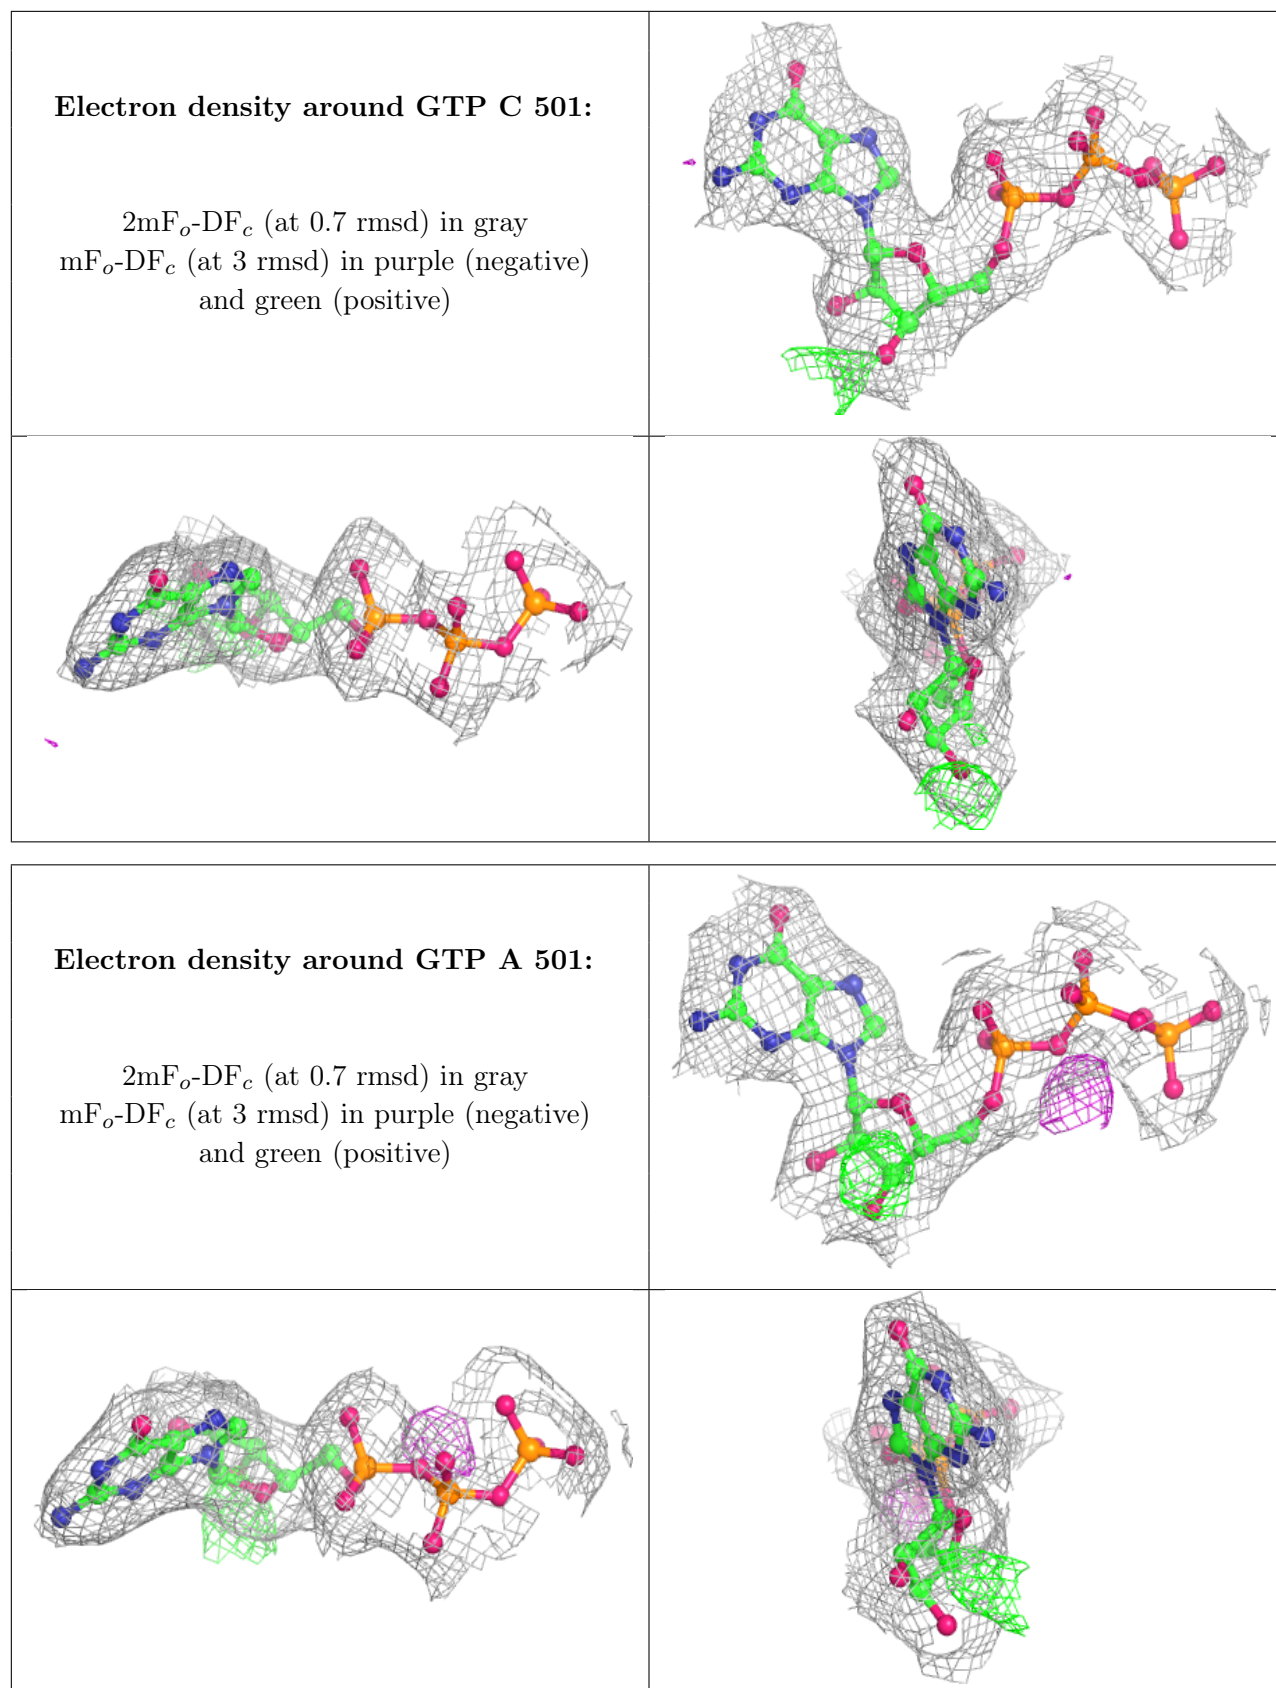 Electron density around GTP C 501:
2mFₒ-DF𝒸 (at 0.7 rmsd) in gray
mFₒ-DF𝒸 (at 3 rmsd) in purple (negative)
and green (positive)
Electron density around GTP A 501:
2mFₒ-DF𝒸 (at 0.7 rmsd) in gray
mFₒ-DF𝒸 (at 3 rmsd) in purple (negative)
and green (positive)